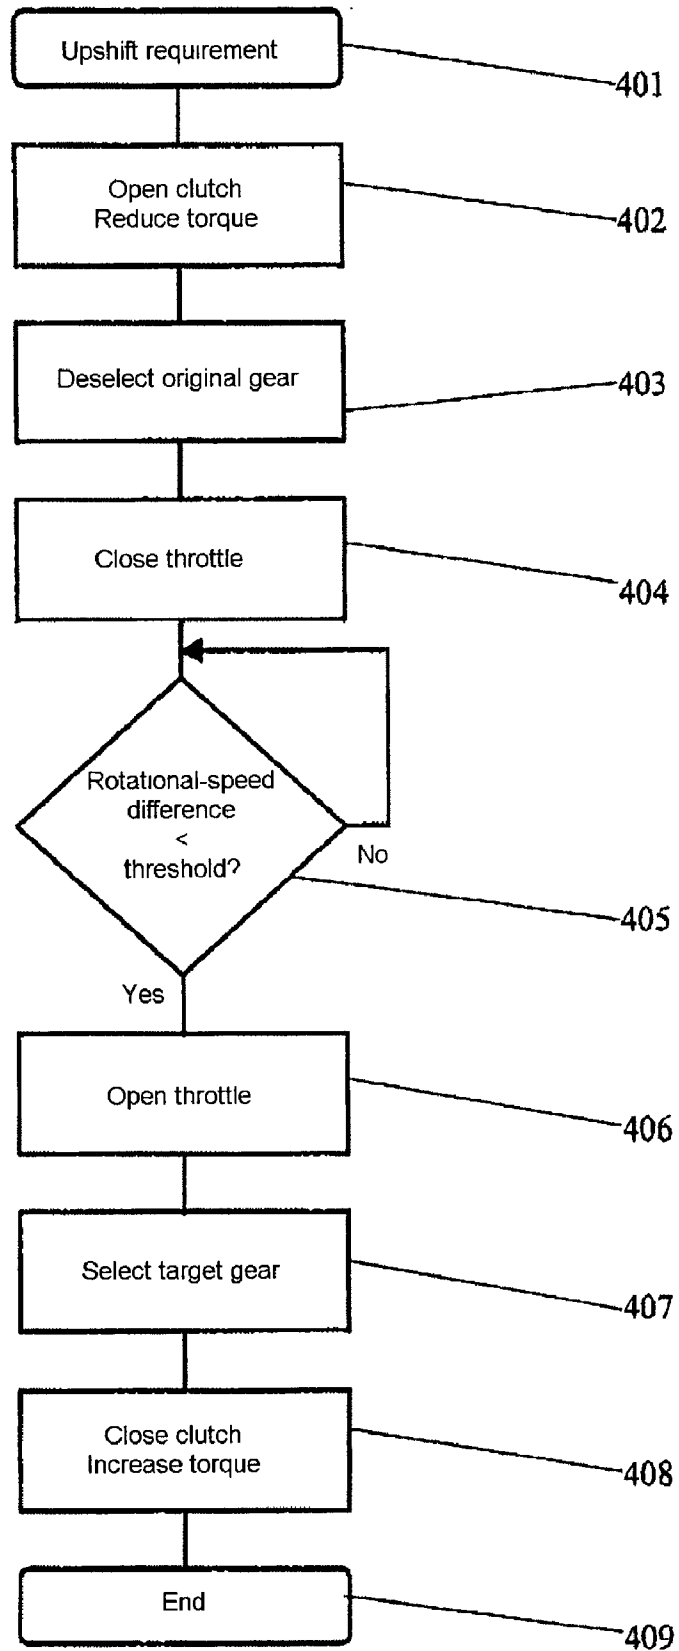 Upshift requirement
401
Open clutch
Reduce torque
402
Deselect original gear
403
Close throttle
404
Rotational-speed
difference
<
threshold?
No
405
Yes
Open throttle
406
Select target gear
407
Close clutch
Increase torque
408
End
409